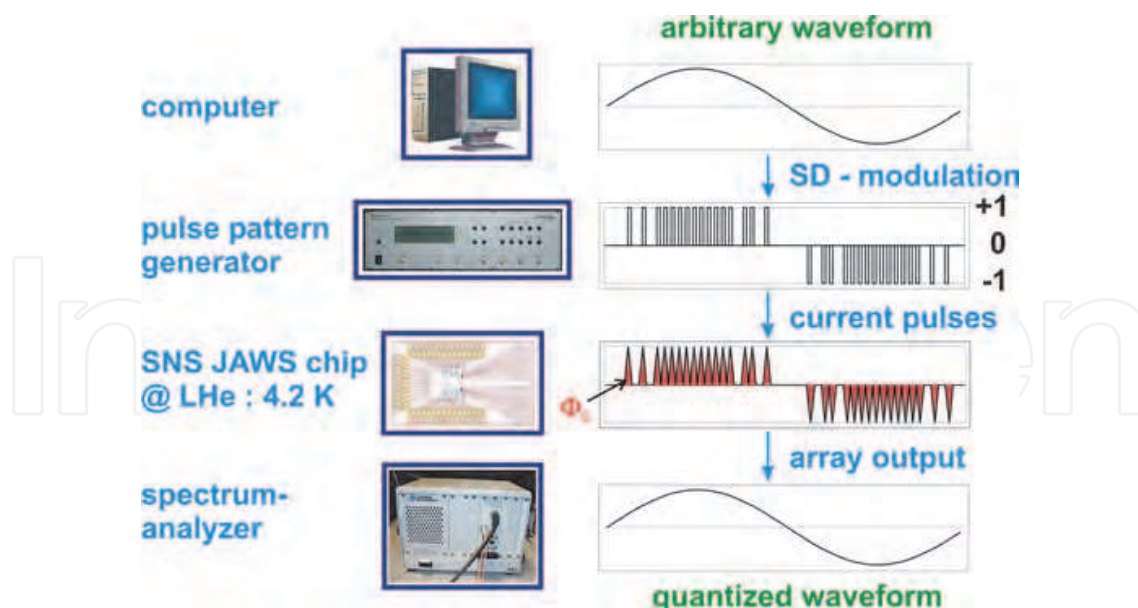 arbitrary waveform
computer
SD - modulation
pulse pattern
generator
+1
0
-1
current pulses
SNS JAWS chip
@ LHe : 4.2 K
Φ
array output
spectrum-
analyzer
quantized waveform